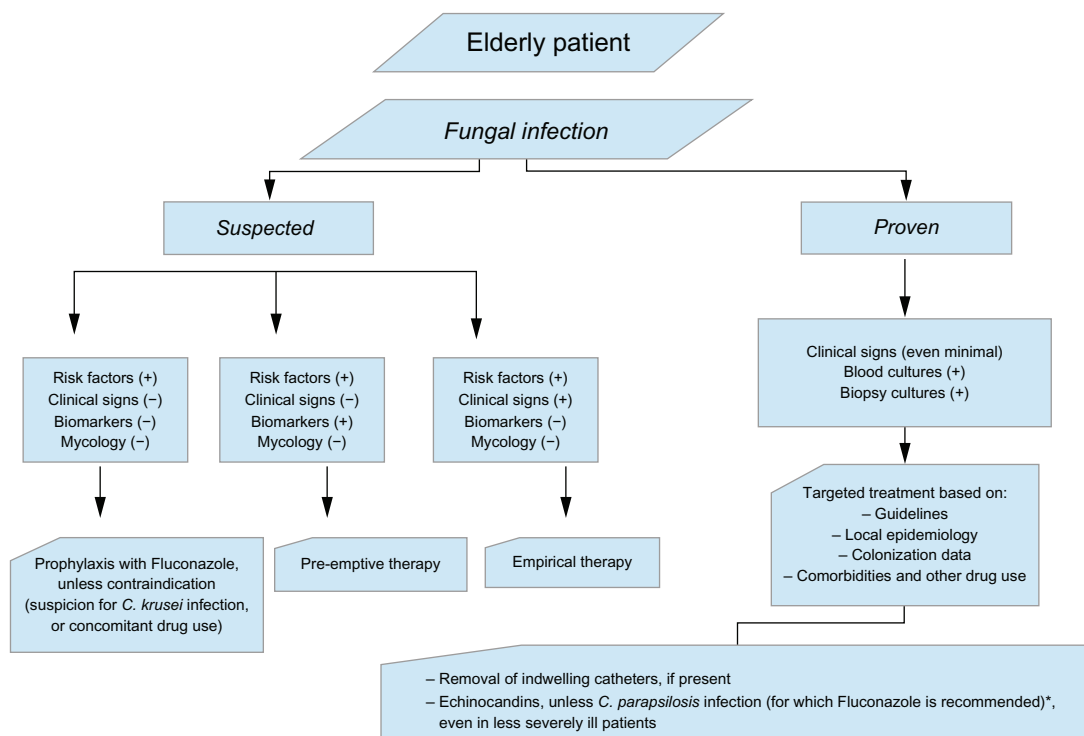 Elderly patient
Fungal infection
Suspected
Proven
Risk factors (+)
Clinical signs (−)
Biomarkers (−)
Mycology (−)
Risk factors (+)
Clinical signs (−)
Biomarkers (+)
Mycology (−)
Risk factors (+)
Clinical signs (+)
Biomarkers (−)
Mycology (−)
Clinical signs (even minimal)
Blood cultures (+)
Biopsy cultures (+)
Prophylaxis with Fluconazole,
unless contraindication
(suspicion for C. krusei infection,
or concomitant drug use)
Pre-emptive therapy
Empirical therapy
Targeted treatment based on:
– Guidelines
– Local epidemiology
– Colonization data
– Comorbidities and other drug use
– Removal of indwelling catheters, if present
– Echinocandins, unless C. parapsilosis infection (for which Fluconazole is recommended)*,
even in less severely ill patients